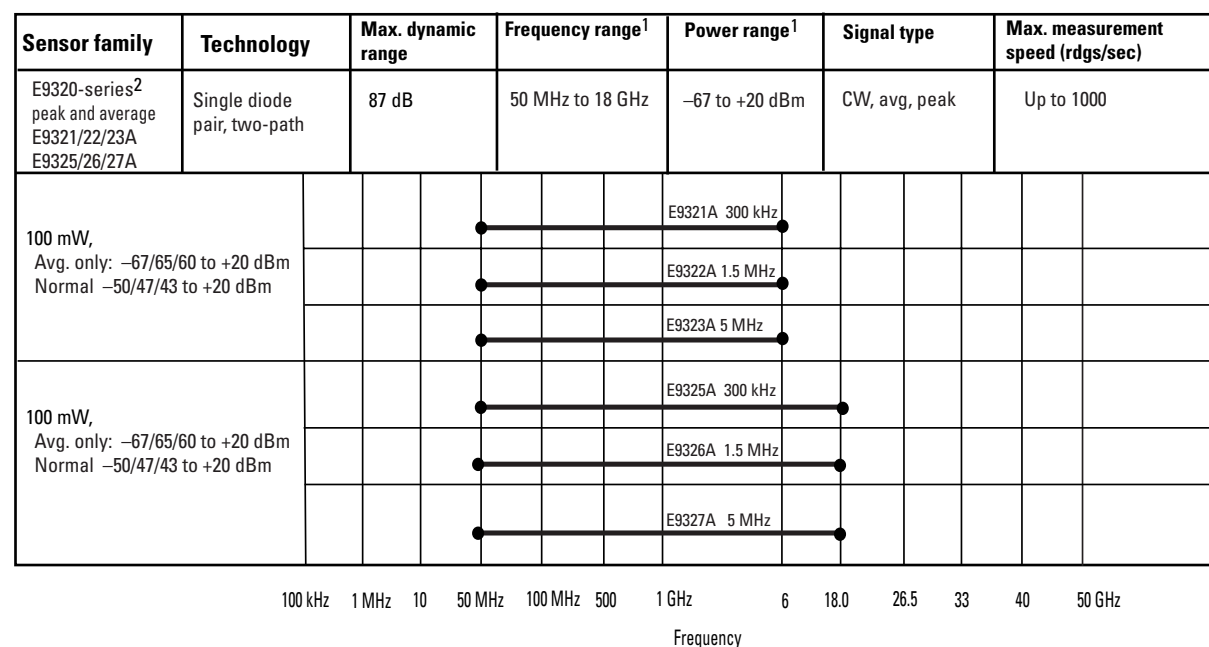 Sensor family
Technology
Max. dynamic
range
Frequency range1
Power range1
Signal type
Max. measurement
speed (rdgs/sec)
E9320-series2
peak and average
E9321/22/23A
E9325/26/27A
Single diode
pair, two-path
87 dB
50 MHz to 18 GHz
–67 to +20 dBm
CW, avg, peak
Up to 1000
100 mW,
Avg. only: –67/65/60 to +20 dBm
Normal –50/47/43 to +20 dBm
E9321A 300 kHz
E9322A 1.5 MHz
E9323A 5 MHz
100 mW,
Avg. only: –67/65/60 to +20 dBm
Normal –50/47/43 to +20 dBm
E9325A 300 kHz
E9326A 1.5 MHz
E9327A 5 MHz
100 kHz 1 MHz 10 50 MHz 100 MHz 500 1 GHz 6 18.0 26.5 33 40 50 GHz
Frequency